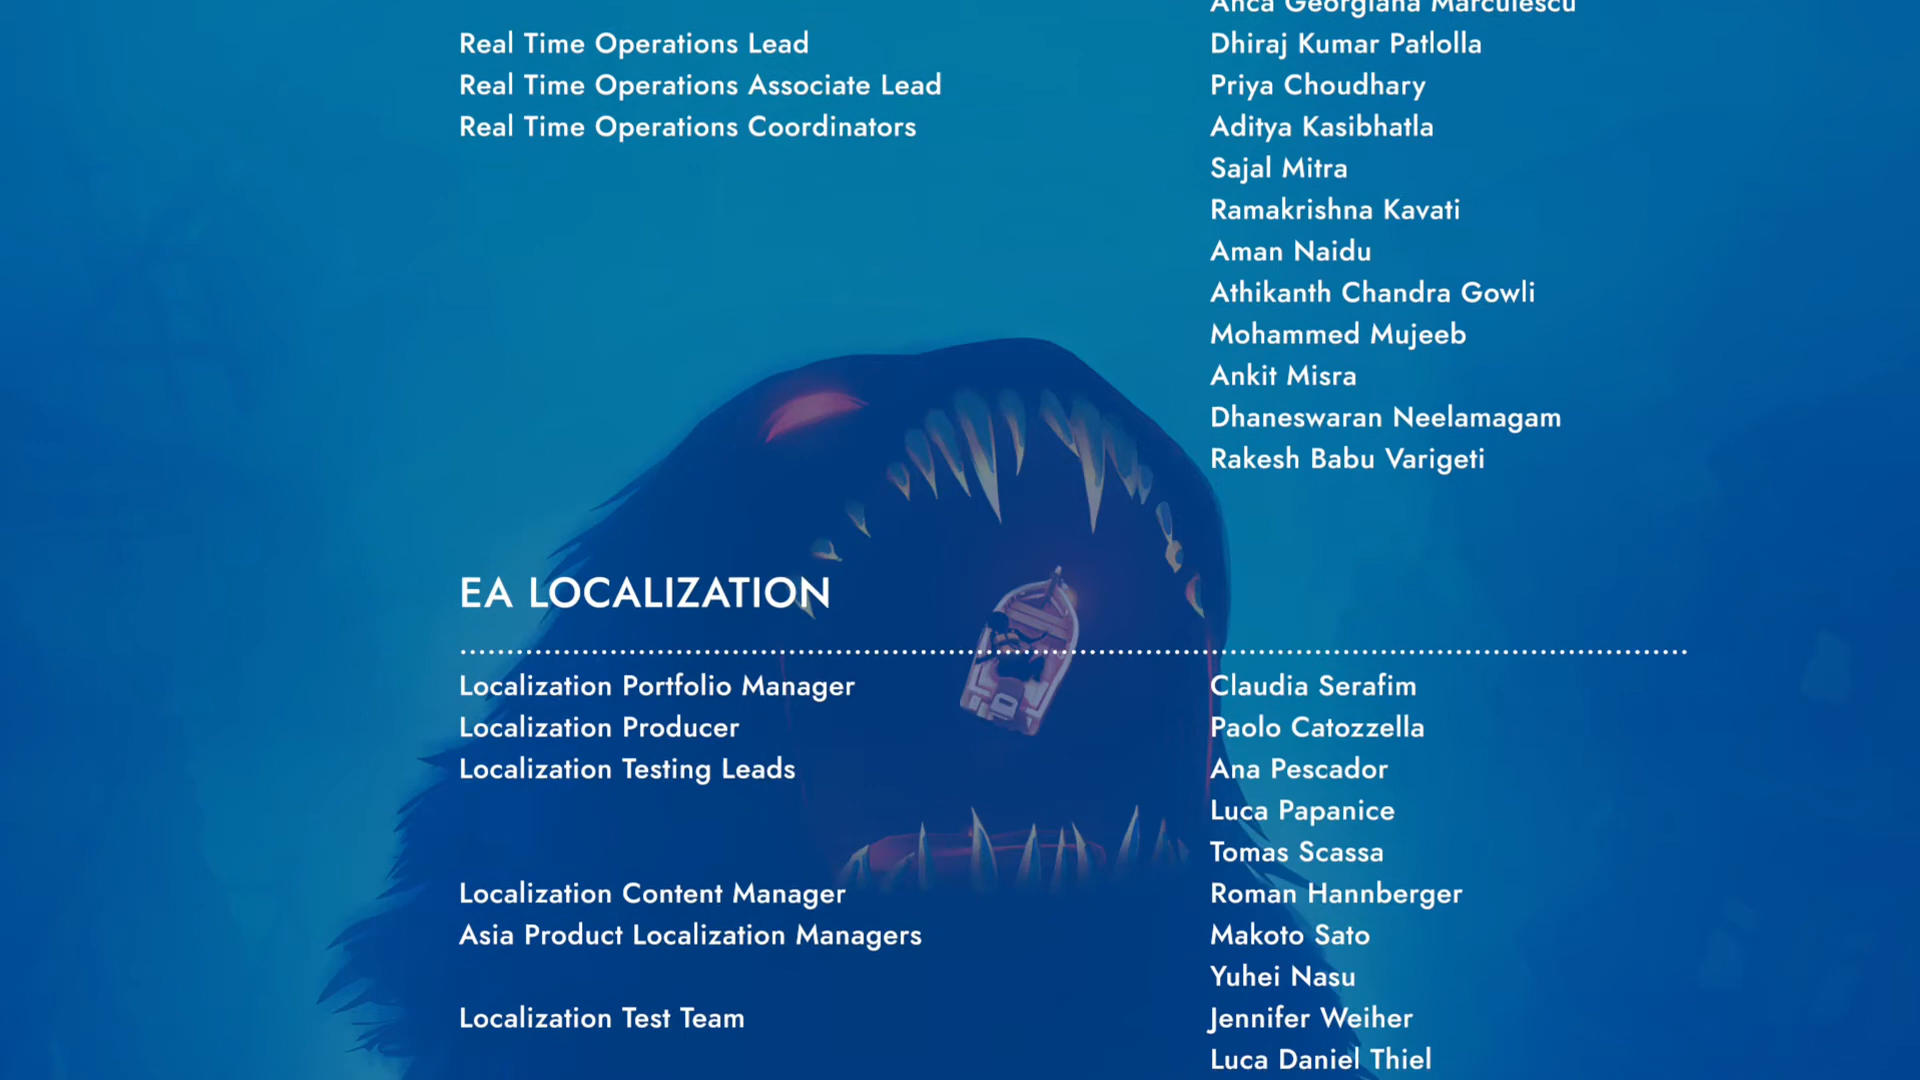 Anca Georgiana Marculescu
Real Time Operations Lead Dhiraj Kumar Patlolla
Real Time Operations Associate Lead Priya Choudhary
Real Time Operations Coordinators Aditya Kasibhatla
Sajal Mitra
Ramakrishna Kavati
Aman Naidu
Athikanth Chandra Gowli
Mohammed Mujeeb
Ankit Misra
Dhaneswaran Neelamagam
Rakesh Babu Varigeti
EA LOCALIZATION
Localization Portfolio Manager Claudia Serafim
Localization Producer Paolo Catozzella
Localization Testing Leads Ana Pescador
Luca Papanice
Tomas Scassa
Localization Content Manager Roman Hannberger
Asia Product Localization Managers Makoto Sato
Yuhei Nasu
Localization Test Team Jennifer Weiher
Luca Daniel Thiel